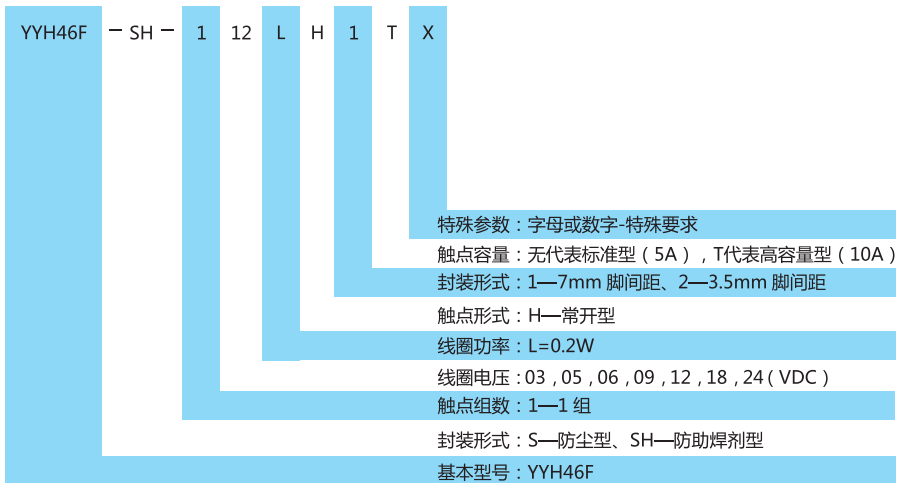 YYH46F — SH — 1 12 L H 1 T X
特殊参数：字母或数字-特殊要求
触点容量：无代表标准型（5A），T代表高容量型（10A）
封装形式：1—7mm 脚间距、2—3.5mm 脚间距
触点形式：H—常开型
线圈功率：L=0.2W
线圈电压：03，05，06，09，12，18，24（VDC）
触点组数：1—1 组
封装形式：S—防尘型、SH—防助焊剂型
基本型号：YYH46F